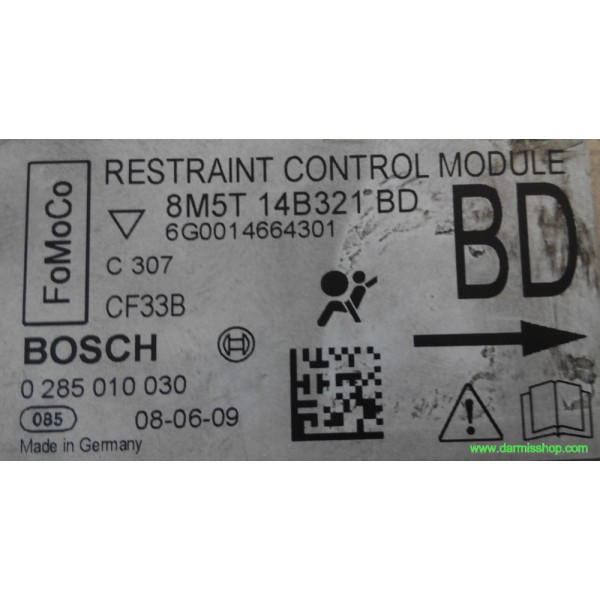 FoMoCo
RESTRAINT CONTROL MODULE
8M5T 14B321 BD
6G0014664301
C 307
CF33B
BD
BOSCH
0 285 010 030
085
08-06-09
Made in Germany
www.darmisshop.com